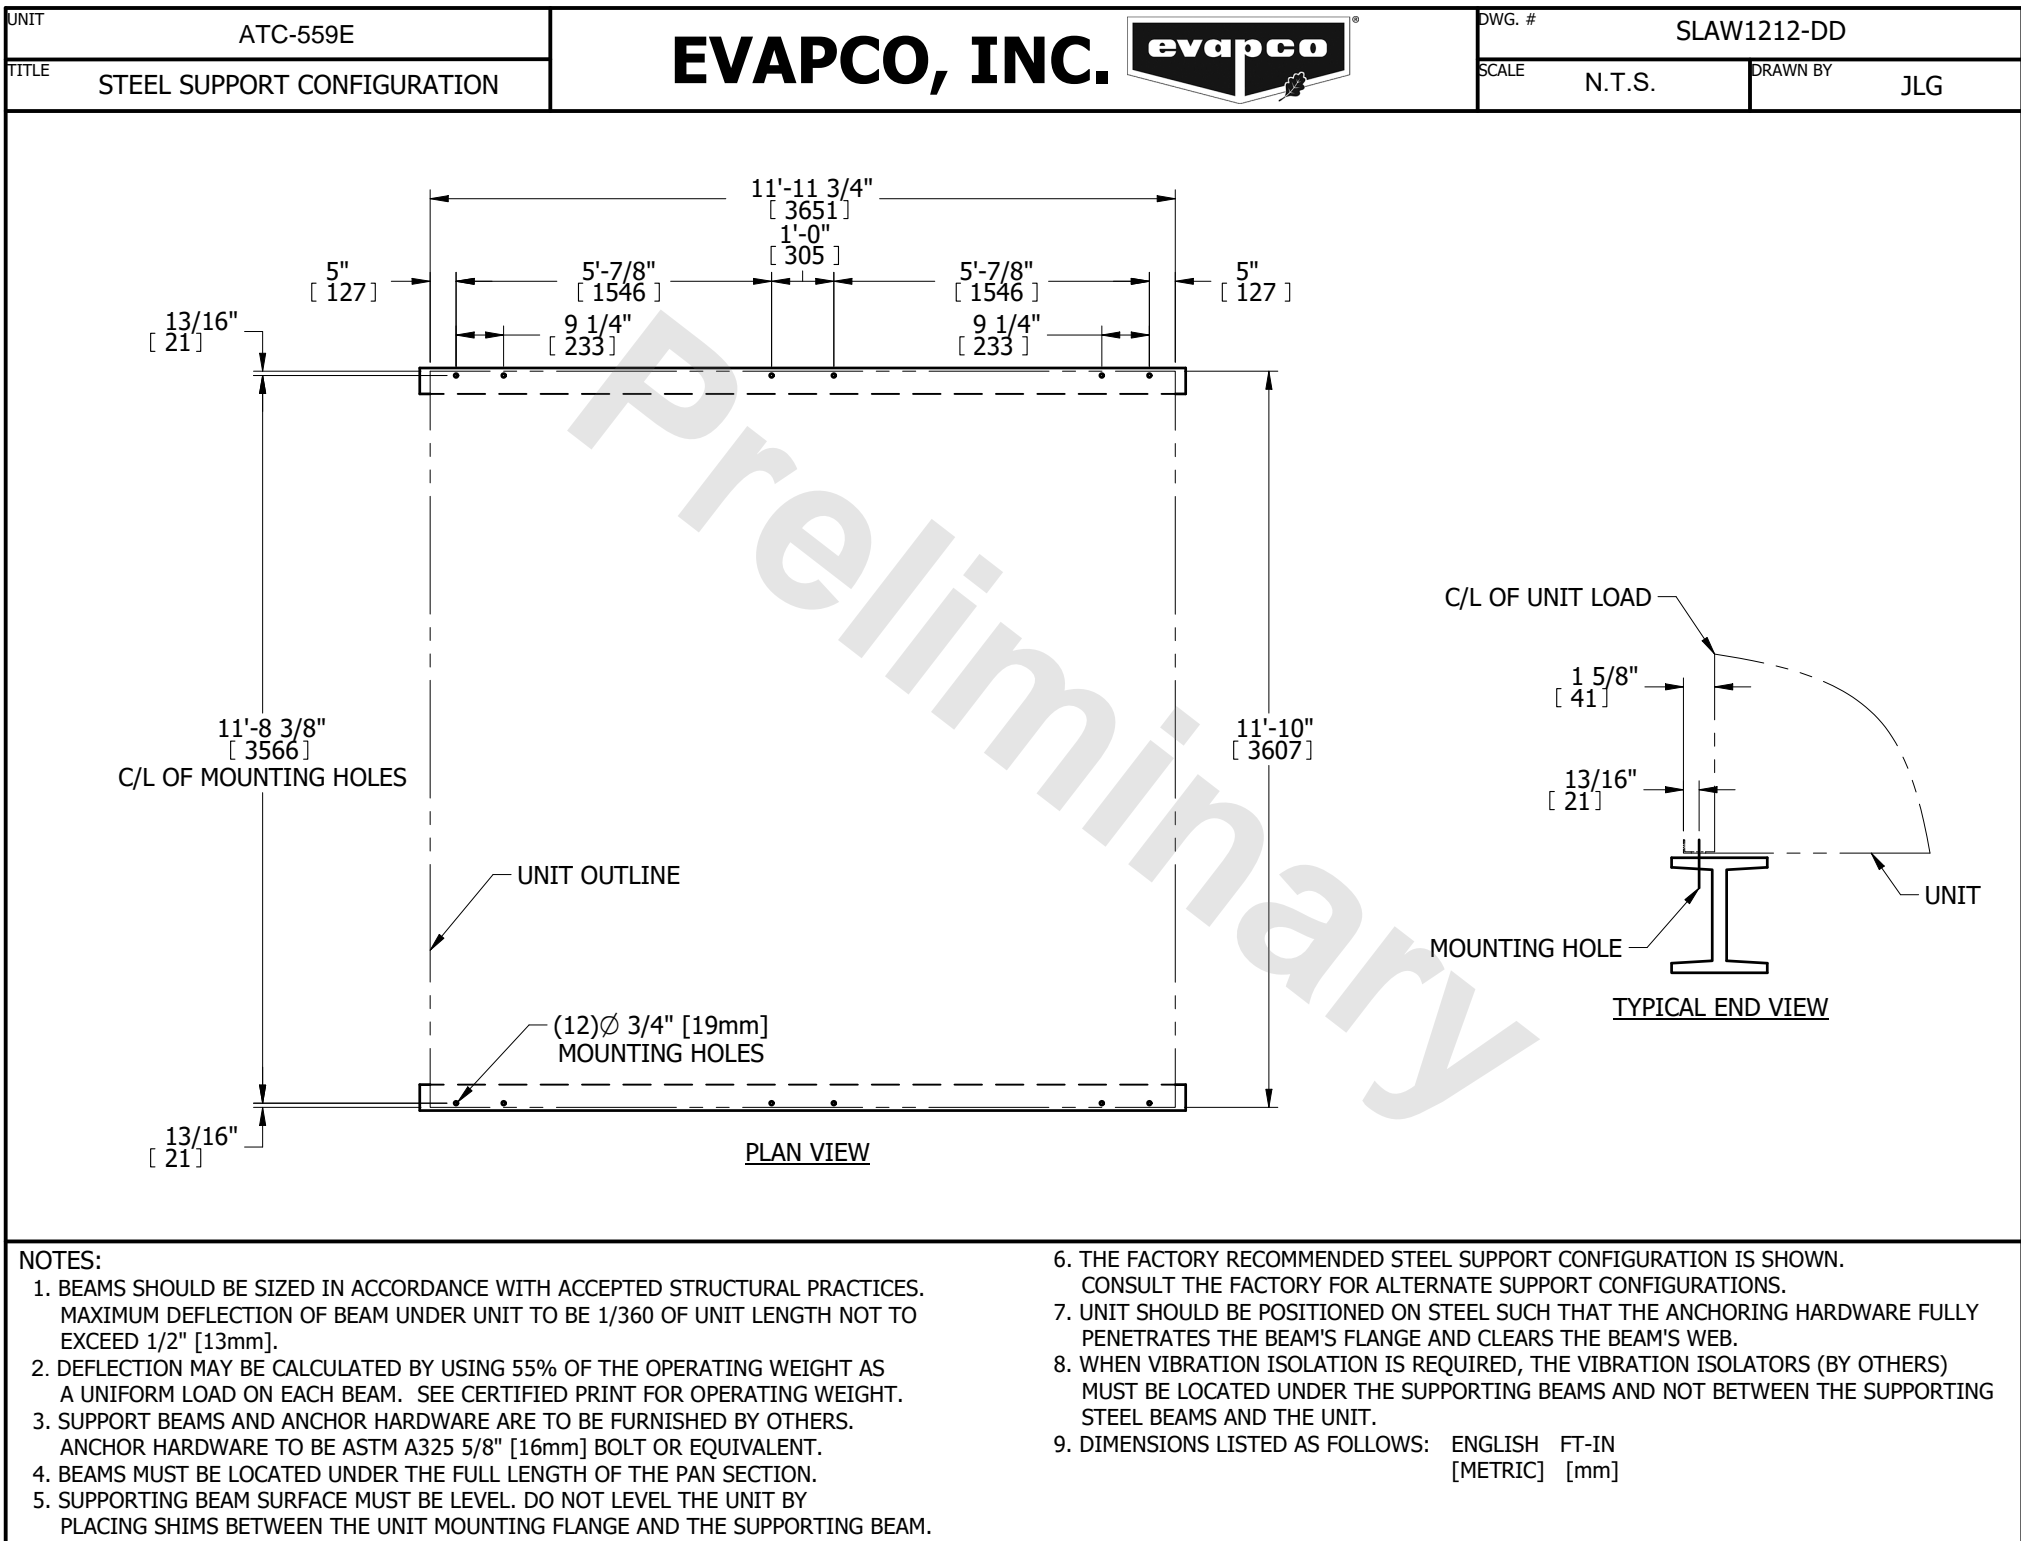 UNIT
ATC-559E
TITLE
STEEL SUPPORT CONFIGURATION
EVAPCO, INC.
evapco
®
DWG. #
SLAW1212-DD
SCALE
N.T.S.
DRAWN BY
JLG
11'-11 3/4"
[ 3651 ]
1'-0"
[ 305 ]
5"
[ 127 ]
5'-7/8"
[ 1546 ]
5'-7/8"
[ 1546 ]
5"
[ 127 ]
13/16"
[ 21 ]
9 1/4"
[ 233 ]
9 1/4"
[ 233 ]
Preliminary
11'-8 3/8"
[ 3566 ]
C/L OF MOUNTING HOLES
11'-10"
[ 3607 ]
UNIT OUTLINE
(12)∅ 3/4" [19mm]
MOUNTING HOLES
13/16"
[ 21 ]
PLAN VIEW
C/L OF UNIT LOAD
1 5/8"
[ 41 ]
13/16"
[ 21 ]
UNIT
MOUNTING HOLE
TYPICAL END VIEW
NOTES:
1. BEAMS SHOULD BE SIZED IN ACCORDANCE WITH ACCEPTED STRUCTURAL PRACTICES.
MAXIMUM DEFLECTION OF BEAM UNDER UNIT TO BE 1/360 OF UNIT LENGTH NOT TO
EXCEED 1/2" [13mm].
2. DEFLECTION MAY BE CALCULATED BY USING 55% OF THE OPERATING WEIGHT AS
A UNIFORM LOAD ON EACH BEAM. SEE CERTIFIED PRINT FOR OPERATING WEIGHT.
3. SUPPORT BEAMS AND ANCHOR HARDWARE ARE TO BE FURNISHED BY OTHERS.
ANCHOR HARDWARE TO BE ASTM A325 5/8" [16mm] BOLT OR EQUIVALENT.
4. BEAMS MUST BE LOCATED UNDER THE FULL LENGTH OF THE PAN SECTION.
5. SUPPORTING BEAM SURFACE MUST BE LEVEL. DO NOT LEVEL THE UNIT BY
PLACING SHIMS BETWEEN THE UNIT MOUNTING FLANGE AND THE SUPPORTING BEAM.
6. THE FACTORY RECOMMENDED STEEL SUPPORT CONFIGURATION IS SHOWN.
CONSULT THE FACTORY FOR ALTERNATE SUPPORT CONFIGURATIONS.
7. UNIT SHOULD BE POSITIONED ON STEEL SUCH THAT THE ANCHORING HARDWARE FULLY
PENETRATES THE BEAM'S FLANGE AND CLEARS THE BEAM'S WEB.
8. WHEN VIBRATION ISOLATION IS REQUIRED, THE VIBRATION ISOLATORS (BY OTHERS)
MUST BE LOCATED UNDER THE SUPPORTING BEAMS AND NOT BETWEEN THE SUPPORTING
STEEL BEAMS AND THE UNIT.
9. DIMENSIONS LISTED AS FOLLOWS: ENGLISH FT-IN
[METRIC] [mm]